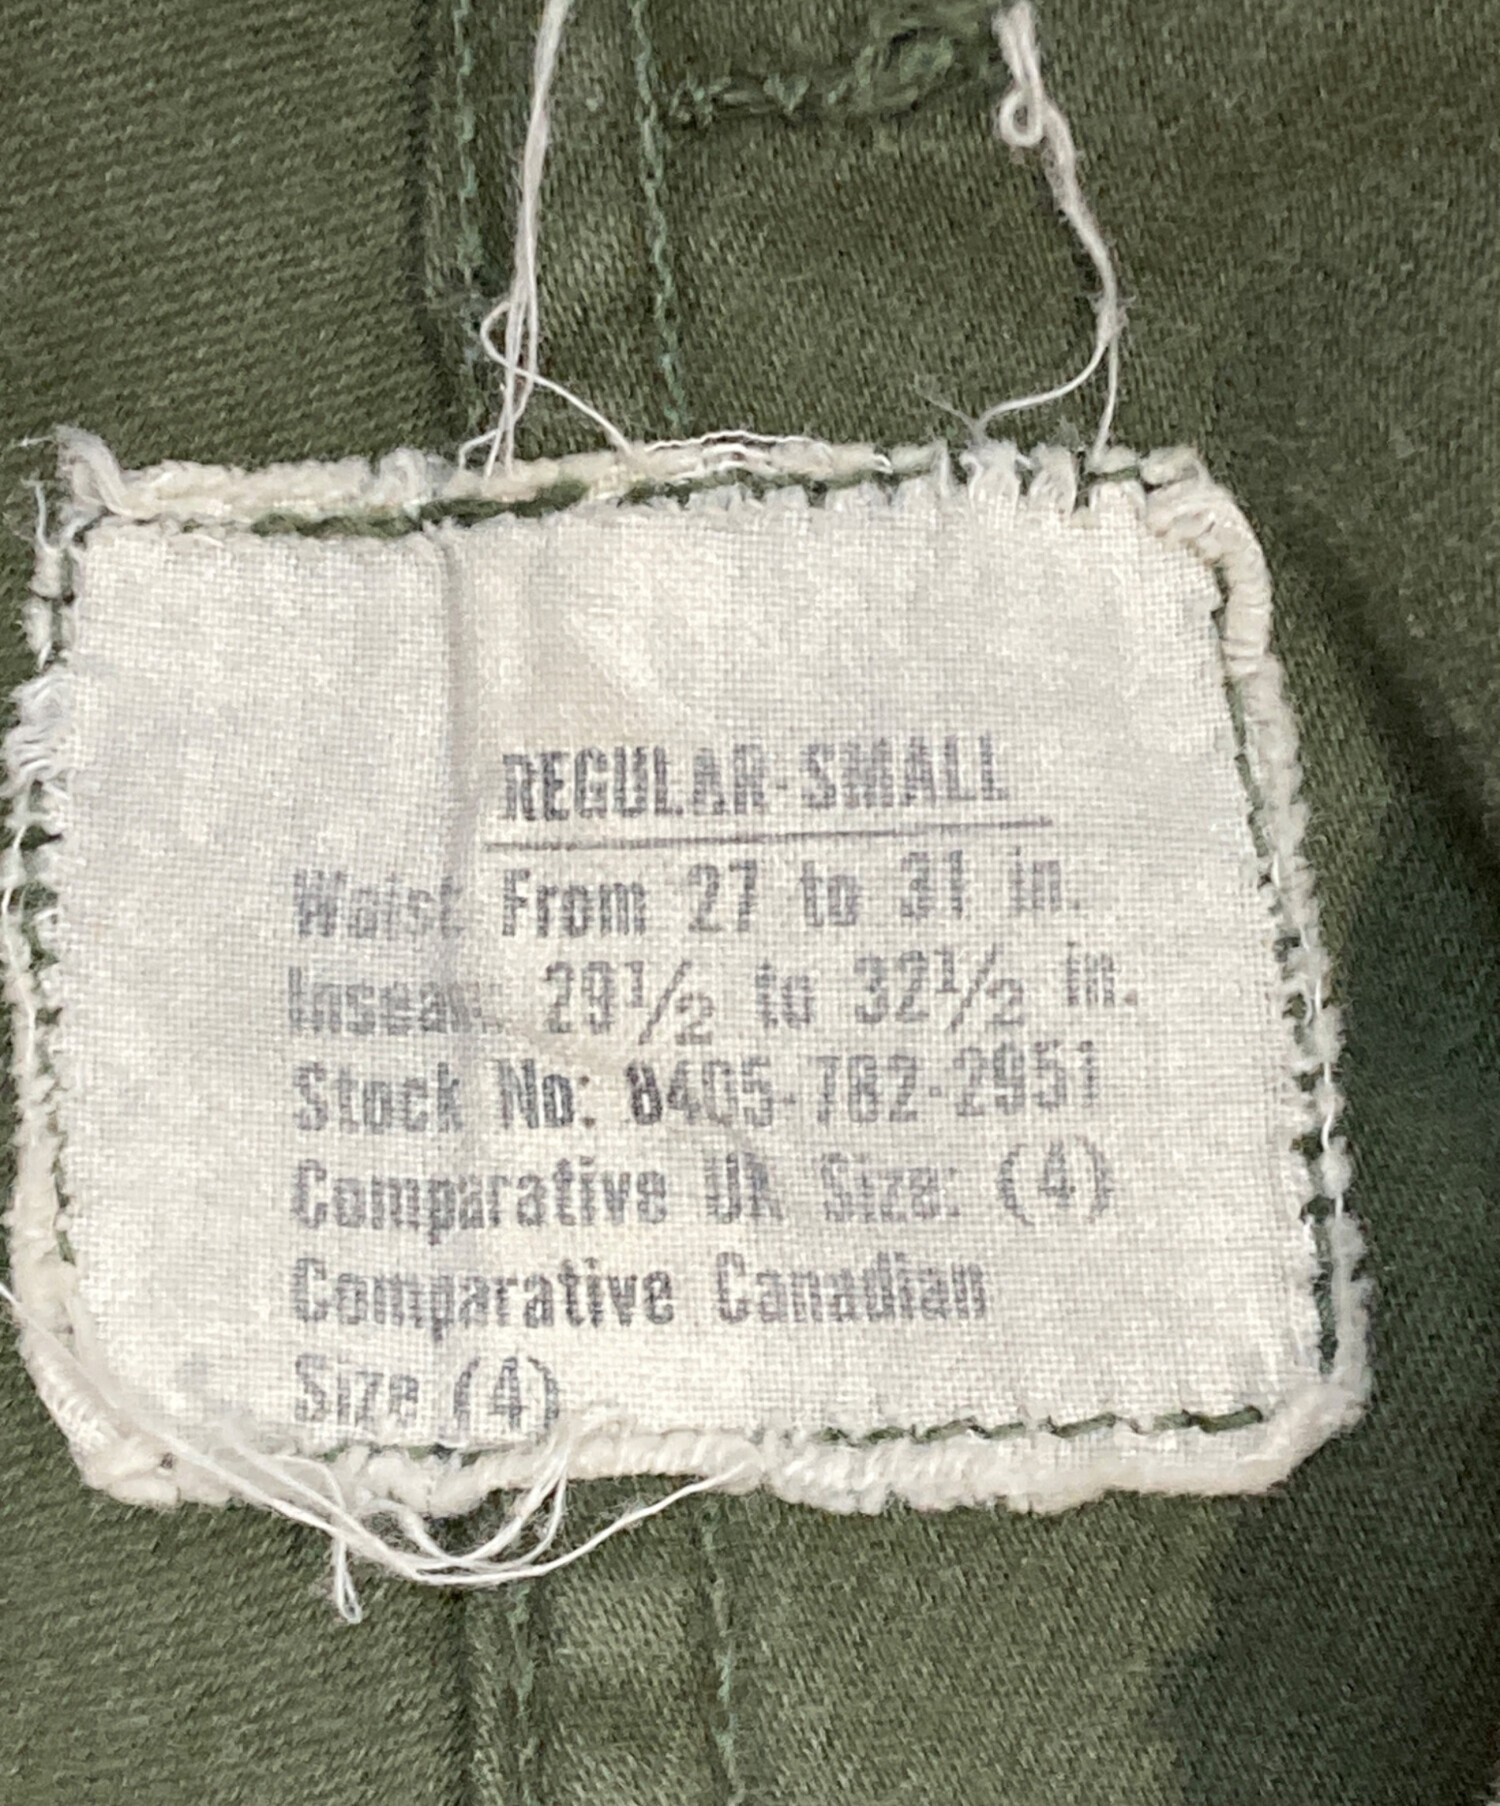 REGULAR-SMALL
Waist From 27 to 31 in.
Inseam 29½ to 32½ in.
Stock No: 8405-782-2951
Comparative UK Size: (4)
Comparative Canadian
Size (4)